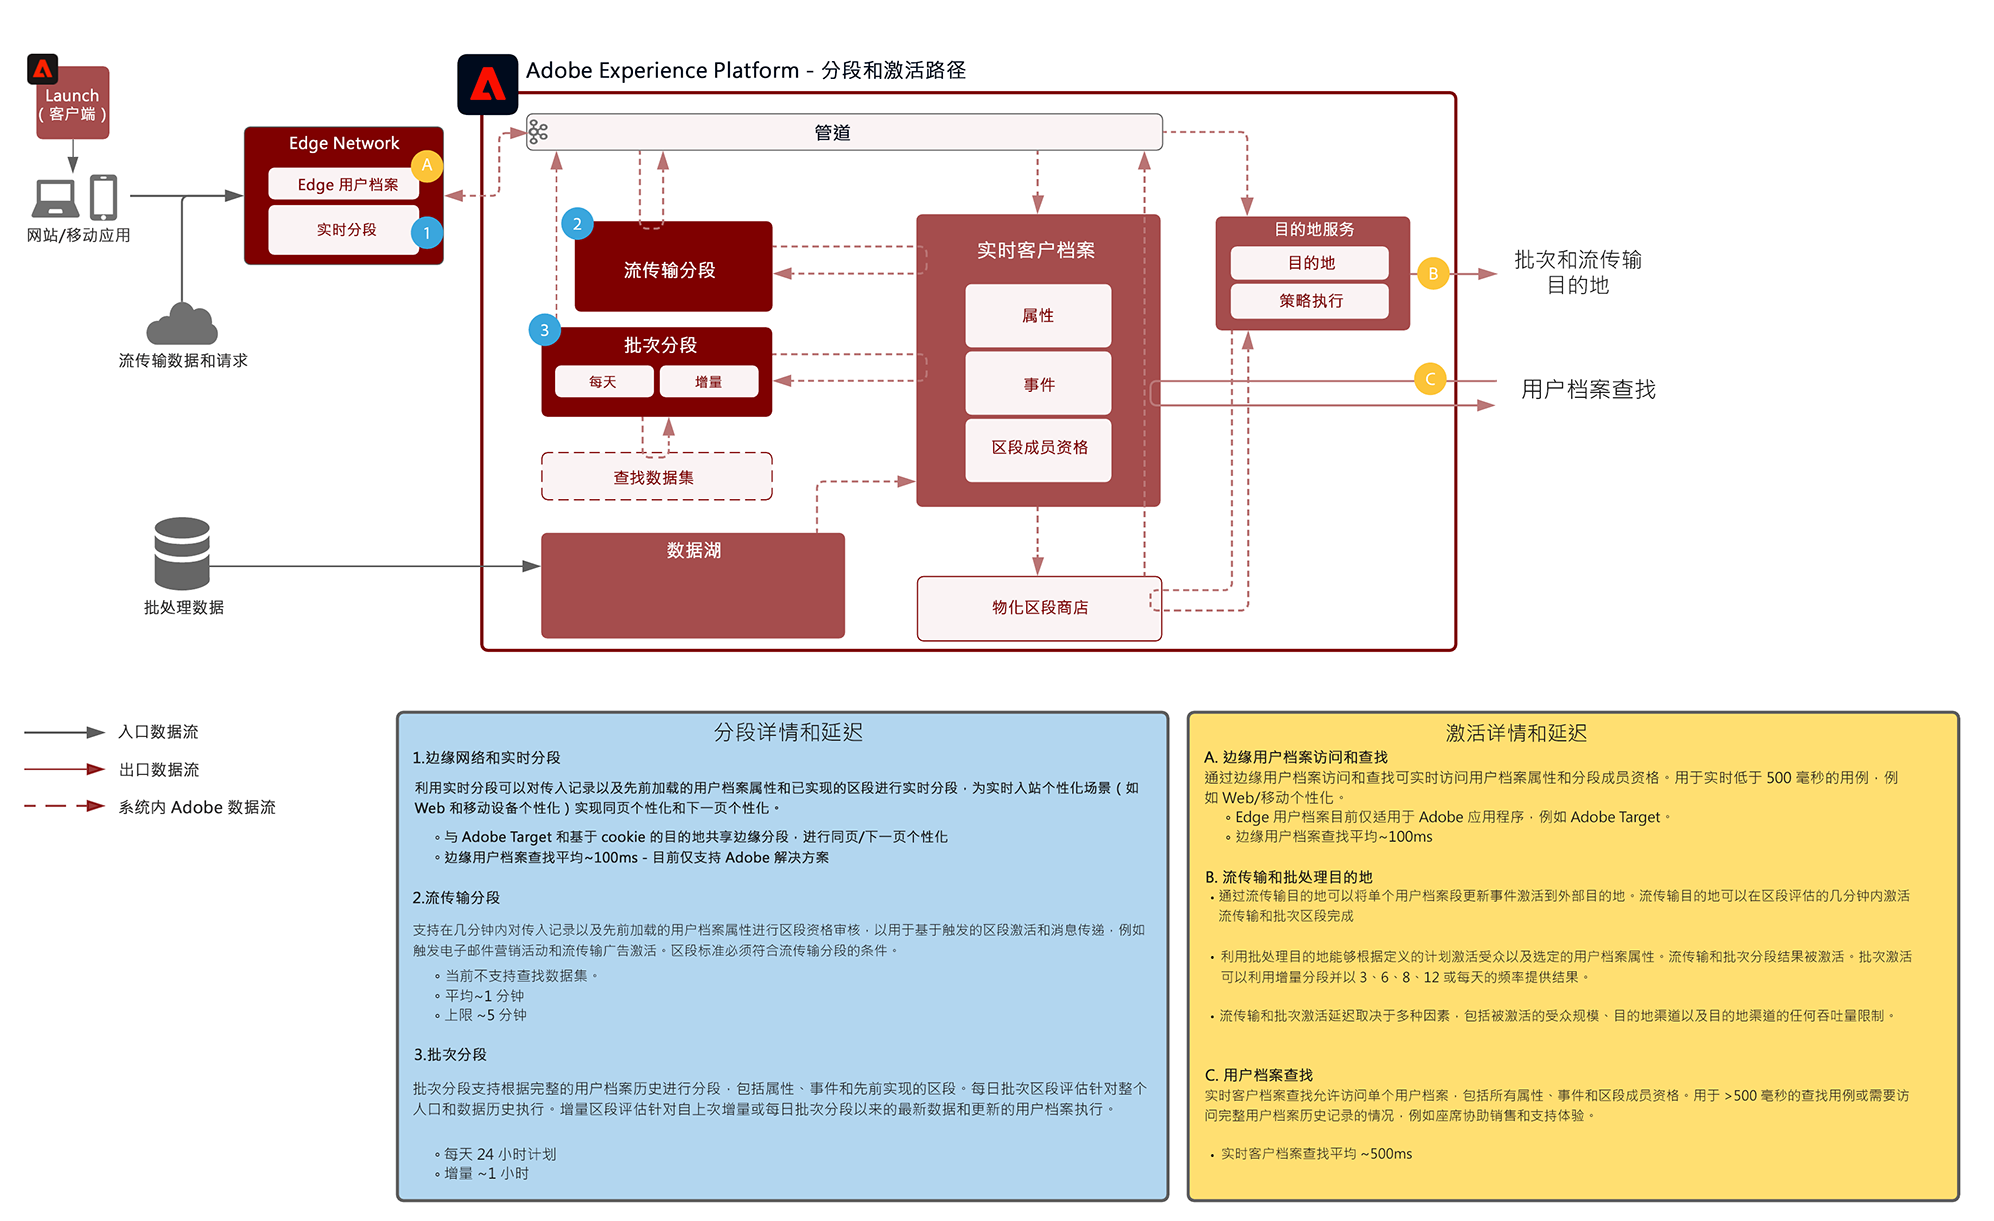 Adobe Experience Platform – 分段和激活路径
Launch
(客户端)
网站/移动应用
流传输数据和请求
批处理数据
Edge Network
Edge 用户档案
A
实时分段
1
管道
2
流传输分段
3
批次分段
每天
增量
查找数据集
数据湖
实时客户档案
属性
事件
区段成员资格
物化区段商店
目的地服务
目的地
策略执行
B
批次和流传输
目的地
C
用户档案查找
入口数据流
出口数据流
系统内 Adobe 数据流
分段详情和延迟
1.边缘网络和实时分段
利用实时分段可以对传入记录以及先前加载的用户档案属性和已实现的区段进行实时分段，为实时入站个性化场景（如
Web 和移动设备个性化）实现同页个性化和下一页个性化。
◦ 与 Adobe Target 和基于 cookie 的目的地共享边缘分段，进行同页/下一页个性化
◦ 边缘用户档案查找平均~100ms – 目前仅支持 Adobe 解决方案
2.流传输分段
支持在几分钟内对传入记录以及先前加载的用户档案属性进行区段资格审核，以用于基于触发的区段激活和消息传递，例如
触发电子邮件营销活动和流传输广告激活。区段标准必须符合流传输分段的条件。
◦ 当前不支持查找数据集。
◦ 平均~1 分钟
◦ 上限 ~5 分钟
3.批次分段
批次分段支持根据完整的用户档案历史进行分段，包括属性、事件和先前实现的区段。每日批次区段评估针对整个
人口和数据历史执行。增量区段评估针对自上次增量或每日批次分段以来的最新数据和更新的用户档案执行。
◦ 每天 24 小时计划
◦ 增量 ~1 小时
激活详情和延迟
A. 边缘用户档案访问和查找
通过边缘用户档案访问和查找可实时访问用户档案属性和分段成员资格。用于实时低于 500 毫秒的用例，例
如 Web/移动个性化。
◦ Edge 用户档案目前仅适用于 Adobe 应用程序，例如 Adobe Target。
◦ 边缘用户档案查找平均~100ms
B. 流传输和批处理目的地
• 通过流传输目的地可以将单个用户档案段更新事件激活到外部目的地。流传输目的地可以在区段评估的几分钟内激活
流传输和批次区段完成
• 利用批处理目的地能够根据定义的计划激活受众以及选定的用户档案属性。流传输和批次分段结果被激活。批次激活
可以利用增量分段并以 3、6、8、12 或每天的频率提供结果。
• 流传输和批次激活延迟取决于多种因素，包括被激活的受众规模、目的地渠道以及目的地渠道的任何吞吐量限制。
C. 用户档案查找
实时客户档案查找允许访问单个用户档案，包括所有属性、事件和区段成员资格。用于 >500 毫秒的查找用例或需要访
问完整用户档案历史记录的情况，例如座席协助销售和支持体验。
• 实时客户档案查找平均 ~500ms